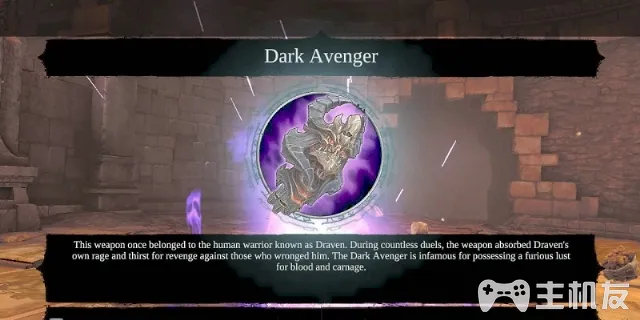 Dark Avenger
This weapon once belonged to the human warrior known as Draven. During countless duels, the weapon absorbed Draven's
own rage and thirst for revenge against those who wronged him. The Dark Avenger is infamous for possessing a furious lust
for blood and carnage.
主机友